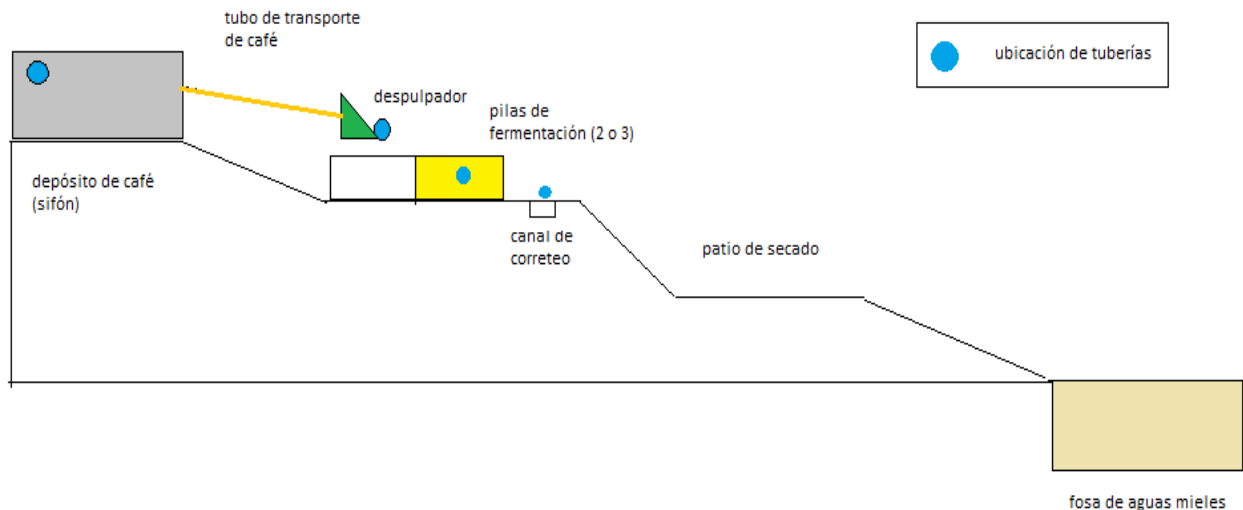 tubo de transporte
de café
ubicación de tuberías
despulpador
pilas de
fermentación (2 o 3)
depósito de café
(sifón)
canal de
correteo
patio de secado
fosa de aguas mieles